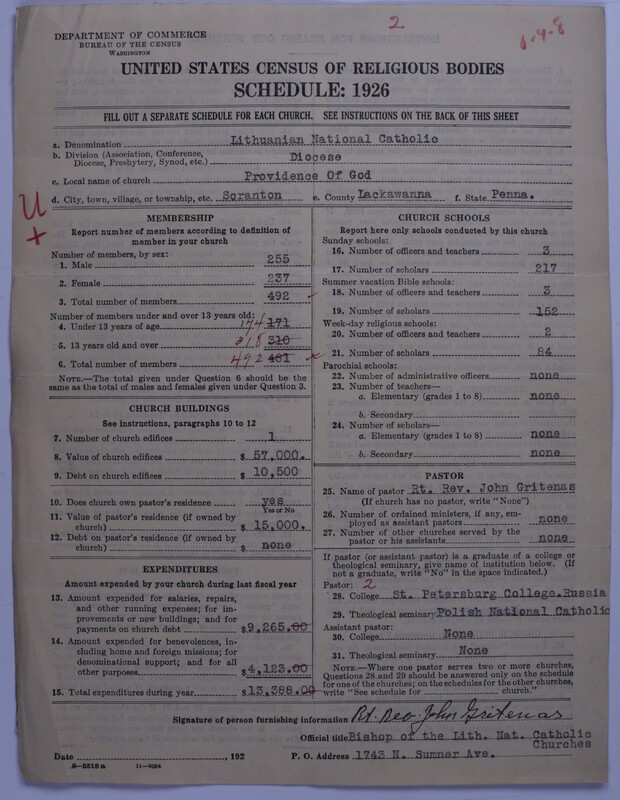 2
6-9-8
DEPARTMENT OF COMMERCE
BUREAU OF THE CENSUS
WASHINGTON
UNITED STATES CENSUS OF RELIGIOUS BODIES
SCHEDULE: 1926
FILL OUT A SEPARATE SCHEDULE FOR EACH CHURCH. SEE INSTRUCTIONS ON THE BACK OF THIS SHEET
a. Denomination Lithuanian National Catholic
b. Division (Association, Conference, Diocese, Presbytery, Synod, etc.) Diocese
c. Local name of church Providence Of God
d. City, town, village, or township, etc. Scranton e. County Lackawanna f. State Penna.
U
+
MEMBERSHIP
Report number of members according to definition of
member in your church
Number of members, by sex:
1. Male 255
2. Female 237
3. Total number of members 492
Number of members under and over 13 years old:
4. Under 13 years of age 174 171
5. 13 years old and over 318 310
6. Total number of members 492 481 x
NOTE.—The total given under Question 6 should be
same as the total of males and females given under Question 3.
CHURCH BUILDINGS
See instructions, paragraphs 10 to 12
7. Number of church edifices 1
8. Value of church edifices $ 57,000.
9. Debt on church edifices $ 10,500
10. Does church own pastor's residence yes
Yes or No
11. Value of pastor's residence (if owned by
church) $ 15,000.
12. Debt on pastor's residence (if owned by
church) $ none
EXPENDITURES
Amount expended by your church during last fiscal year
13. Amount expended for salaries, repairs,
and other running expenses; for im-
provements or new buildings; and for
payments on church debt $9,265.00
14. Amount expended for benevolences, in-
cluding home and foreign missions; for
denominational support; and for all
other purposes $4,123.00
15. Total expenditures during year $13,388.00
CHURCH SCHOOLS
Report here only schools conducted by this church
Sunday schools:
16. Number of officers and teachers 3
17. Number of scholars 217
Summer vacation Bible schools:
18. Number of officers and teachers 3
19. Number of scholars 152
Week-day religious schools:
20. Number of officers and teachers 2
21. Number of scholars 84
Parochial schools:
22. Number of administrative officers none
23. Number of teachers—
a. Elementary (grades 1 to 8) none
b. Secondary
24. Number of scholars—
a. Elementary (grades 1 to 8) none
b. Secondary none
PASTOR
25. Name of pastor Rt. Rev. John Gritenas
(If church has no pastor, write "None")
26. Number of ordained ministers, if any, em-
ployed as assistant pastors none
27. Number of other churches served by the
pastor or his assistants none
If pastor (or assistant pastor) is a graduate of a college or
theological seminary, give name of institution below. (If
not a graduate, write "No" in the space indicated.)
Pastor: 2
28. College St. Petersburg College.Russia
29. Theological seminary Polish National Catholic
Assistant pastor:
30. College None
31. Theological seminary None
NOTE.—Where one pastor serves two or more churches,
Questions 28 and 29 should be answered only on the schedule
for one of the churches; on the schedules for the other churches,
write "See schedule for church."
Signature of person furnishing information Rt. Rev. John Gritenas
Official title Bishop of the Lith. Nat. Catholic
Churches
Date , 192 P. O. Address 1743 N. Sumner Ave.
8—5518 a 11—9034